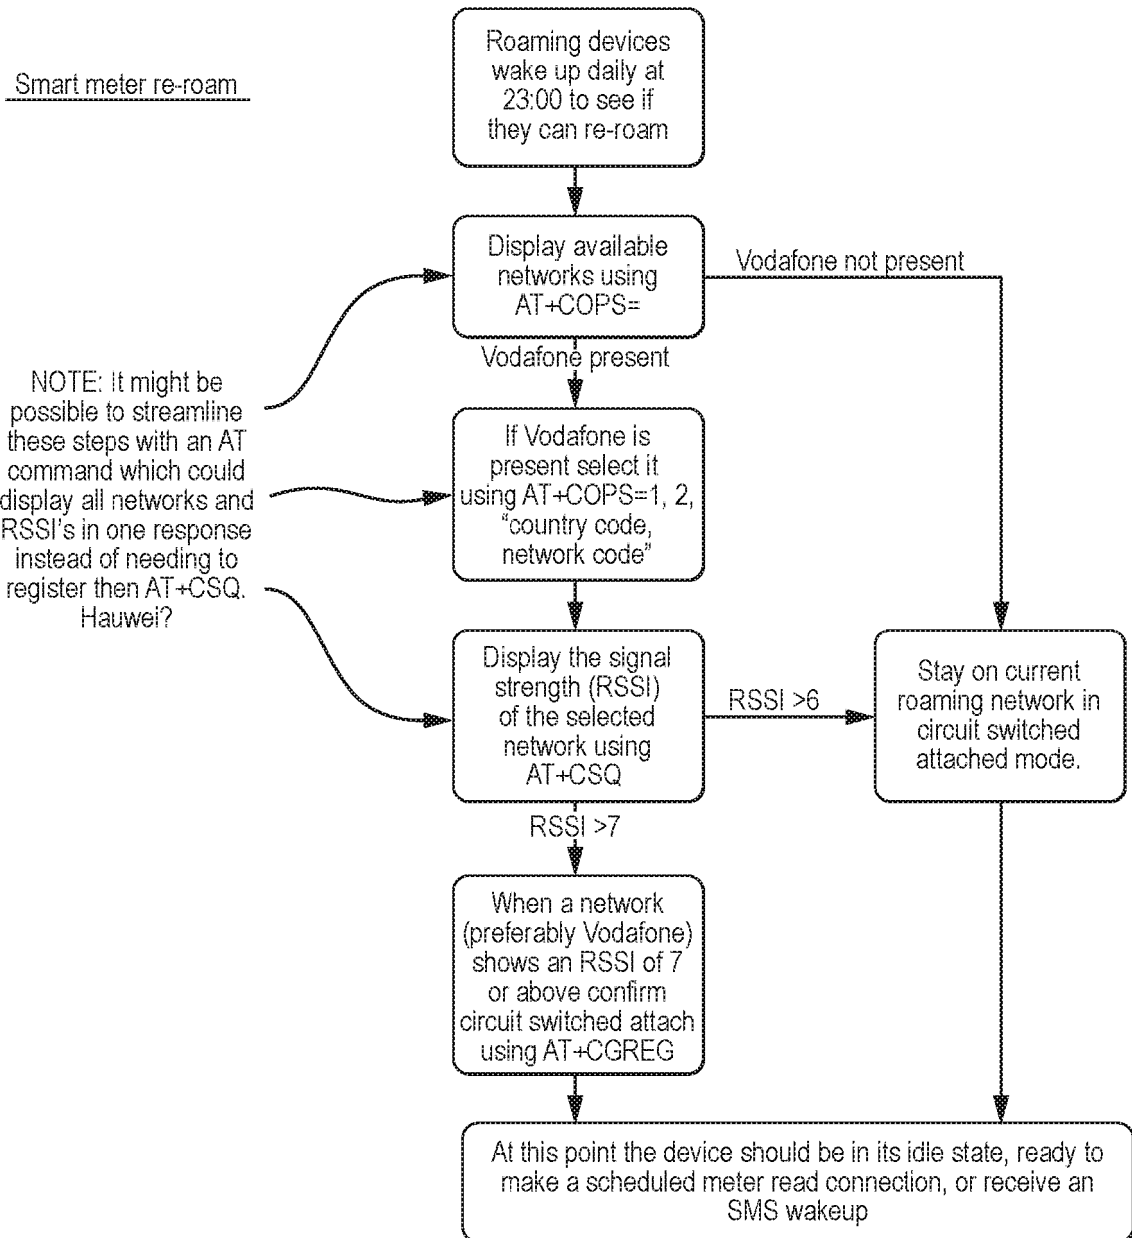 Smart meter re-roam
Roaming devices
wake up daily at
23:00 to see if
they can re-roam
Display available
networks using
AT+COPS=
Vodafone not present
Vodafone present
NOTE: It might be
possible to streamline
these steps with an AT
command which could
display all networks and
RSSI's in one response
instead of needing to
register then AT+CSQ.
Hauwei?
If Vodafone is
present select it
using AT+COPS=1, 2,
“country code,
network code”
Display the signal
strength (RSSI)
of the selected
network using
AT+CSQ
RSSI >6
Stay on current
roaming network in
circuit switched
attached mode.
RSSI >7
When a network
(preferably Vodafone)
shows an RSSI of 7
or above confirm
circuit switched attach
using AT+CGREG
At this point the device should be in its idle state, ready to
make a scheduled meter read connection, or receive an
SMS wakeup